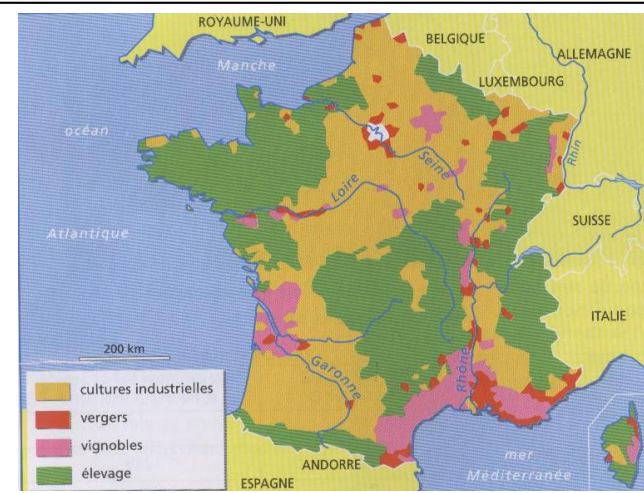 ROYAUME-UNI
BELGIQUE
ALLEMAGNE
Manche
LUXEMBOURG
océan
Rhin
Seine
Loire
SUISSE
Atlantique
ITALIE
200 km
Rhône
Garonne
cultures industrielles
vergers
vignobles
élevage
ANDORRE
ESPAGNE
mer
Méditerranée